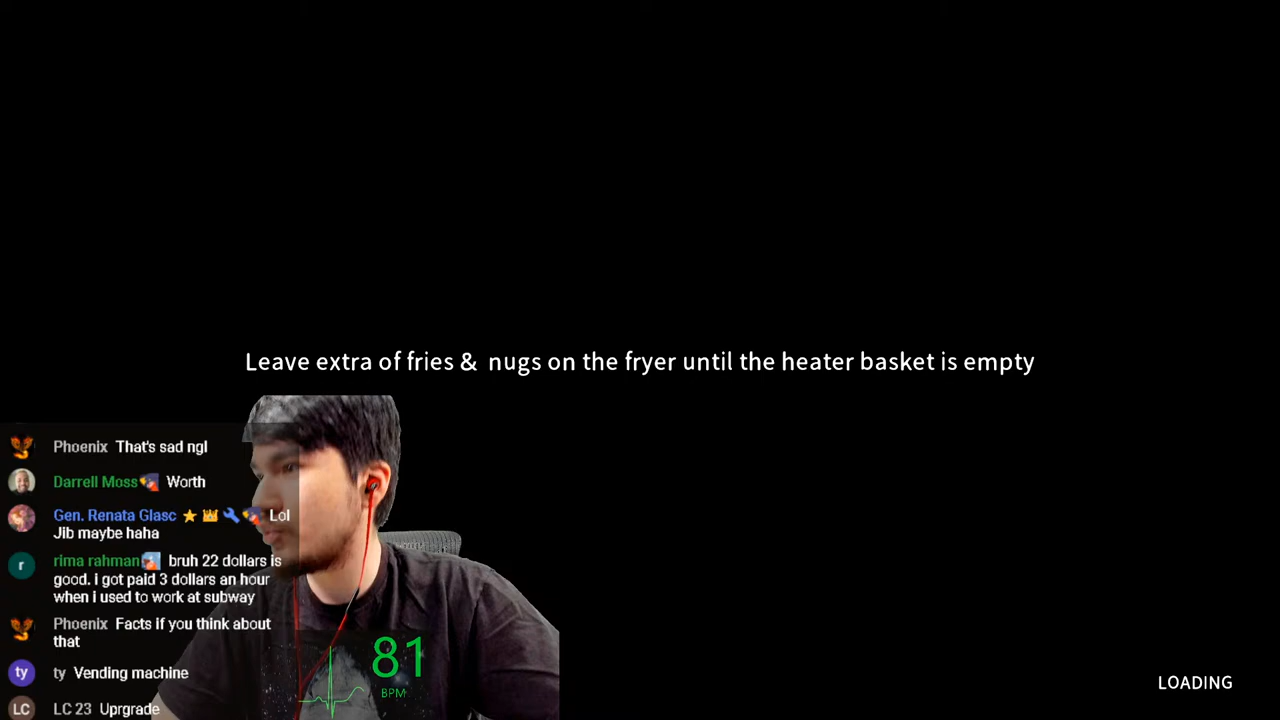 Leave extra of fries & nugs on the fryer until the heater basket is empty
Phoenix That's sad ngl
Darrell Moss Worth
Gen. Renata Glasc Lol
Jib maybe haha
r rima rahman bruh 22 dollars is
good. i got paid 3 dollars an hour
when i used to work at subway
Phoenix Facts if you think about
that
ty ty Vending machine
LC LC 23 Uprgrade
81
BPM
LOADING